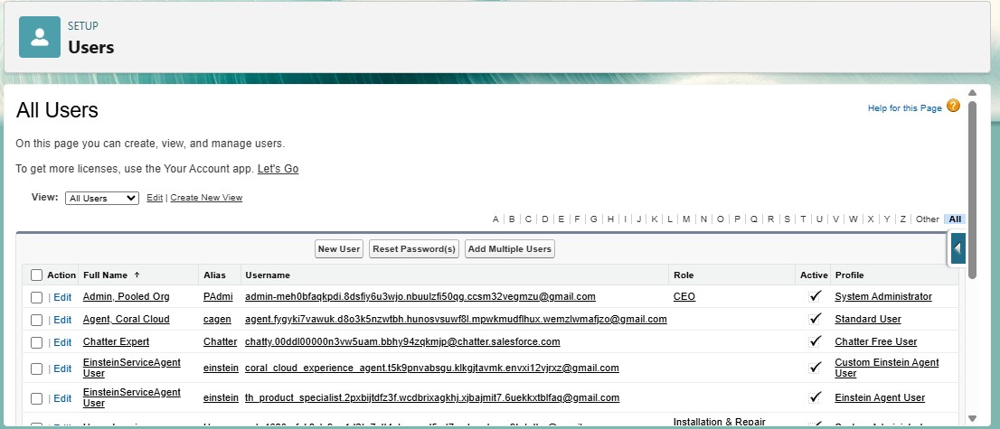 SETUP
Users
All Users
Help for this Page ?
On this page you can create, view, and manage users.
To get more licenses, use the Your Account app. Let's Go
View: All Users Edit | Create New View
A | B | C | D | E | F | G | H | I | J | K | L | M | N | O | P | Q | R | S | T | U | V | W | X | Y | Z | Other All
New User Reset Password(s) Add Multiple Users
Action Full Name ↑ Alias Username Role Active Profile
| Edit Admin, Pooled Org PAdmi admin-meh0bfaqkpdi.8dsfiy6u3wjo.nbuulzfi50qg.ccsm32vegmzu@gmail.com CEO ✓ System Administrator
| Edit Agent, Coral Cloud cagen agent.fygyki7vawuk.d8o3k5nzwtbh.hunosvsuwf8l.mpwkmudflhux.wemzlwmafjzo@gmail.com ✓ Standard User
| Edit Chatter Expert Chatter chatty.00ddl00000n3vw5uam.bbhy94zqkmjp@chatter.salesforce.com ✓ Chatter Free User
| Edit EinsteinServiceAgent User einstein coral_cloud_experience_agent.t5k9pnvabsgu.klkgjtavmk.envxi12vjrxz@gmail.com ✓ Custom Einstein Agent User
| Edit EinsteinServiceAgent User einstein th_product_specialist.2pxbijtdfz3f.wcdbrixagkhj.xjbajmit7.6uekkxtblfaq@gmail.com ✓ Einstein Agent User
Installation & Repair